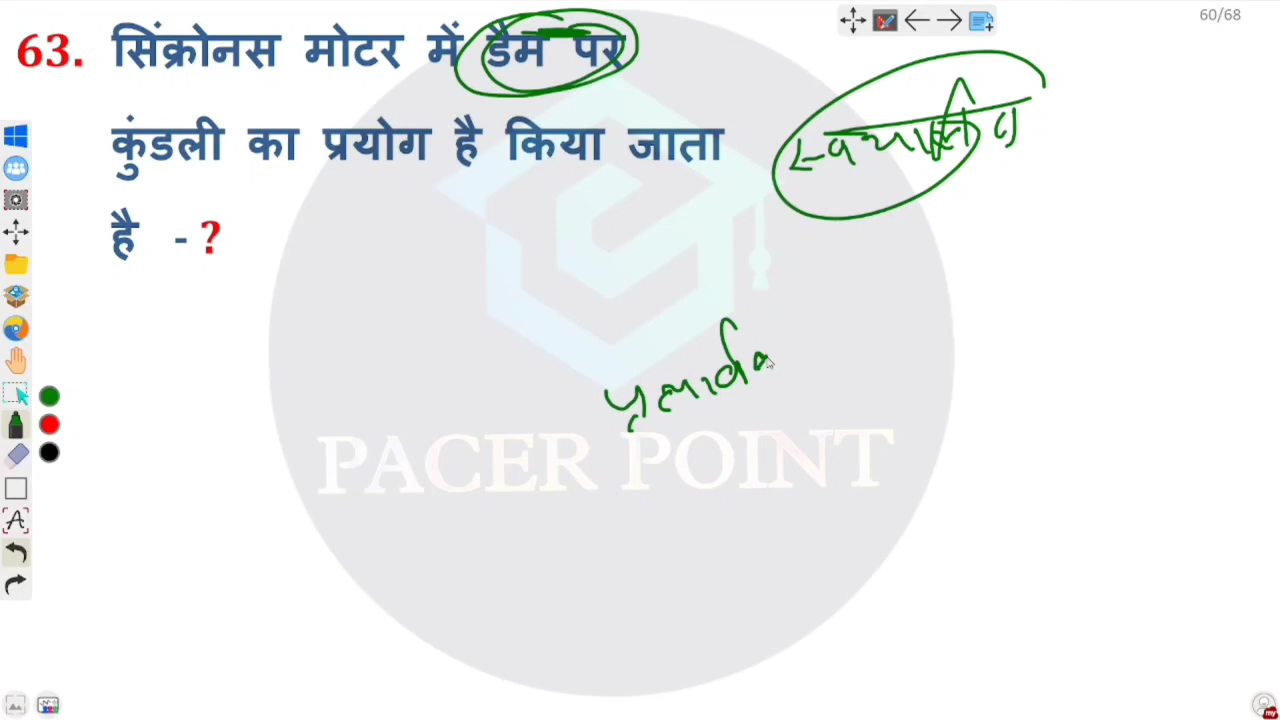 60/68
63. सिंक्रोनस मोटर में डैम पर
कुंडली का प्रयोग है किया जाता
है - ?
PACER POINT